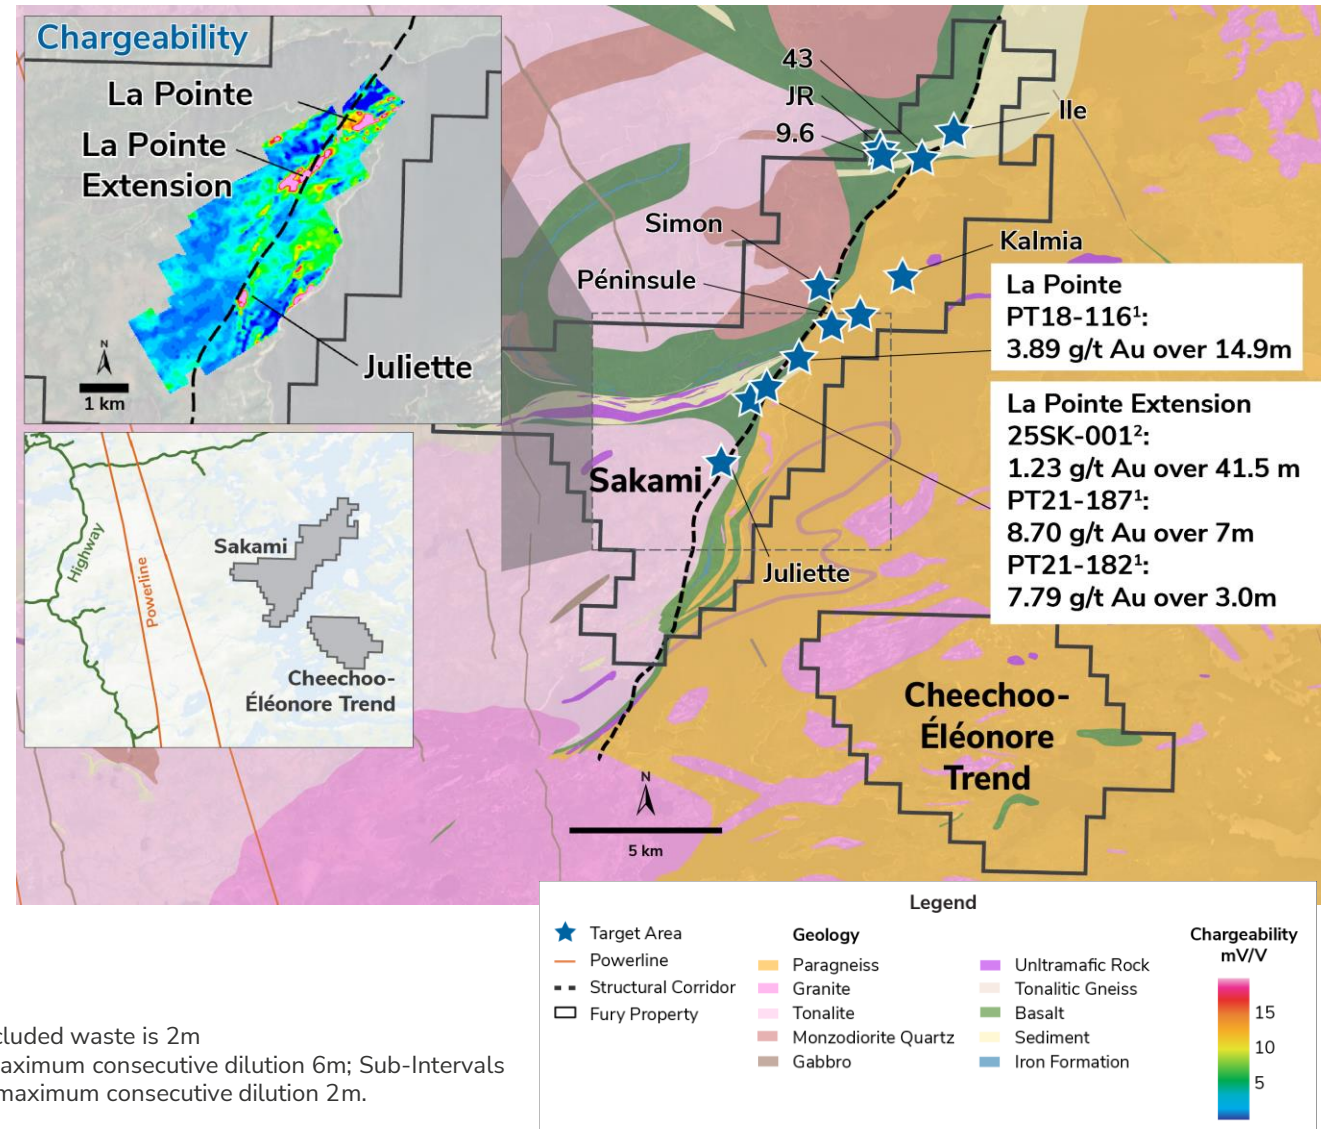 Chargeability
La Pointe
La Pointe
Extension
Juliette
N
1 km
43
JR
9.6
Ile
Simon
Péninsule
Kalmia
La Pointe
PT18-116¹:
3.89 g/t Au over 14.9m
La Pointe Extension
25SK-001²:
1.23 g/t Au over 41.5 m
PT21-187¹:
8.70 g/t Au over 7m
PT21-182¹:
7.79 g/t Au over 3.0m
Sakami
Juliette
Highway
Powerline
Sakami
Cheechoo-
Éléonore Trend
Cheechoo-
Éléonore
Trend
N
5 km
Legend
Target Area
Powerline
Structural Corridor
Fury Property
Geology
Paragneiss
Granite
Tonalite
Monzodiorite Quartz
Gabbro
Unltramafic Rock
Tonalitic Gneiss
Basalt
Sediment
Iron Formation
Chargeability
mV/V
15
10
5
cluded waste is 2m
aximum consecutive dilution 6m; Sub-Intervals
maximum consecutive dilution 2m.